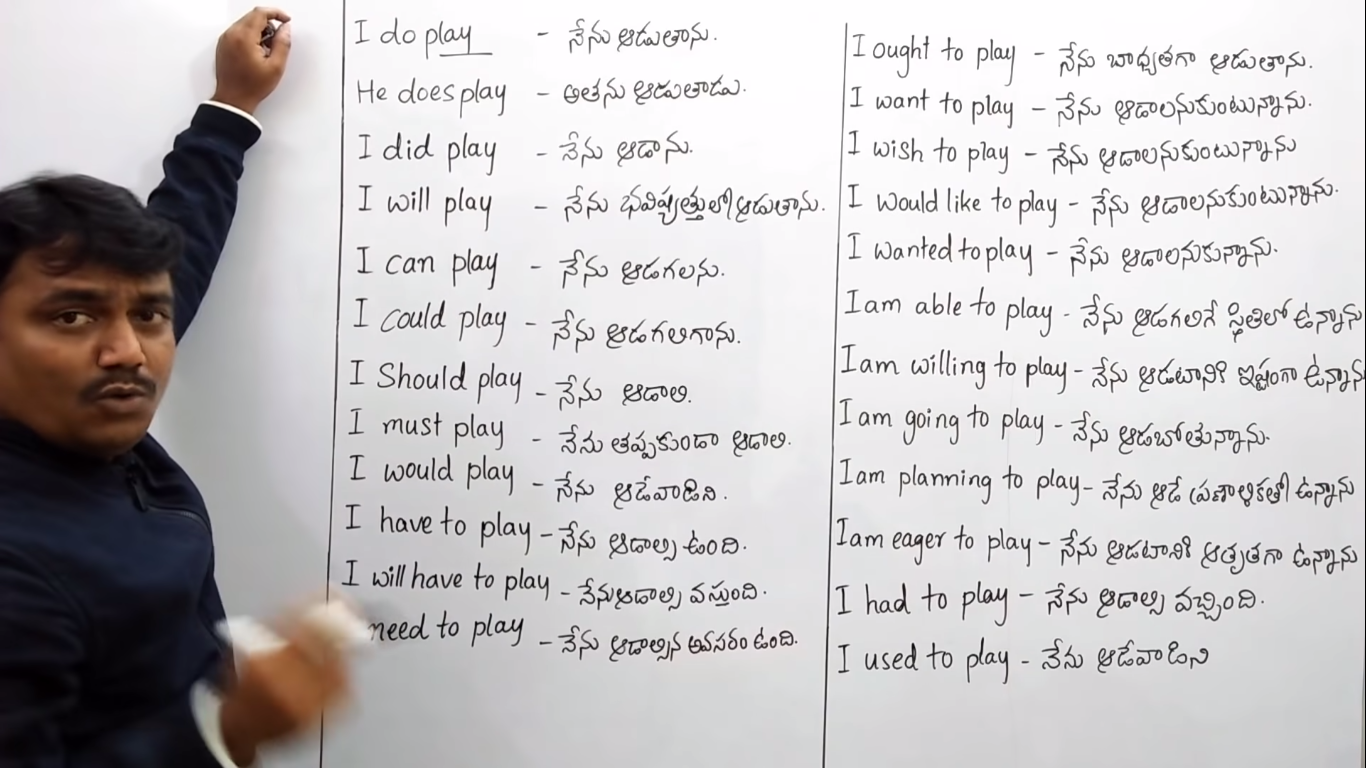 I do play - నేను ఆడుతాను.
He does play - అతను ఆడుతాడు.
I did play - నేను ఆడాను.
I will play - నేను భవిష్యత్తులో ఆడుతాను.
I can play - నేను ఆడగలను.
I could play - నేను ఆడగలిగాను.
I Should play - నేను ఆడాలి.
I must play - నేను తప్పకుండా ఆడాలి.
I would play - నేను ఆడేవాడిని.
I have to play - నేను ఆడాల్సి ఉంది.
I will have to play - నేను ఆడాల్సి వస్తుంది.
need to play - నేను ఆడాల్సిన అవసరం ఉంది.
I ought to play - నేను బాధ్యతగా ఆడుతాను.
I want to play - నేను ఆడాలనుకుంటున్నాను.
I wish to play - నేను ఆడాలనుకుంటున్నాను
I would like to play - నేను ఆడాలనుకుంటున్నాను.
I wanted to play - నేను ఆడాలనుకున్నాను.
I am able to play - నేను ఆడగలిగే స్థితిలో ఉన్నాను
I am willing to play - నేను ఆడటానికి ఇష్టంగా ఉన్నాను
I am going to play - నేను ఆడబోతున్నాను.
I am planning to play - నేను ఆడే ప్రణాళికతో ఉన్నాను
I am eager to play - నేను ఆడటానికి ఆతృతగా ఉన్నాను
I had to play - నేను ఆడాల్సి వచ్చింది.
I used to play - నేను ఆడేవాడిని